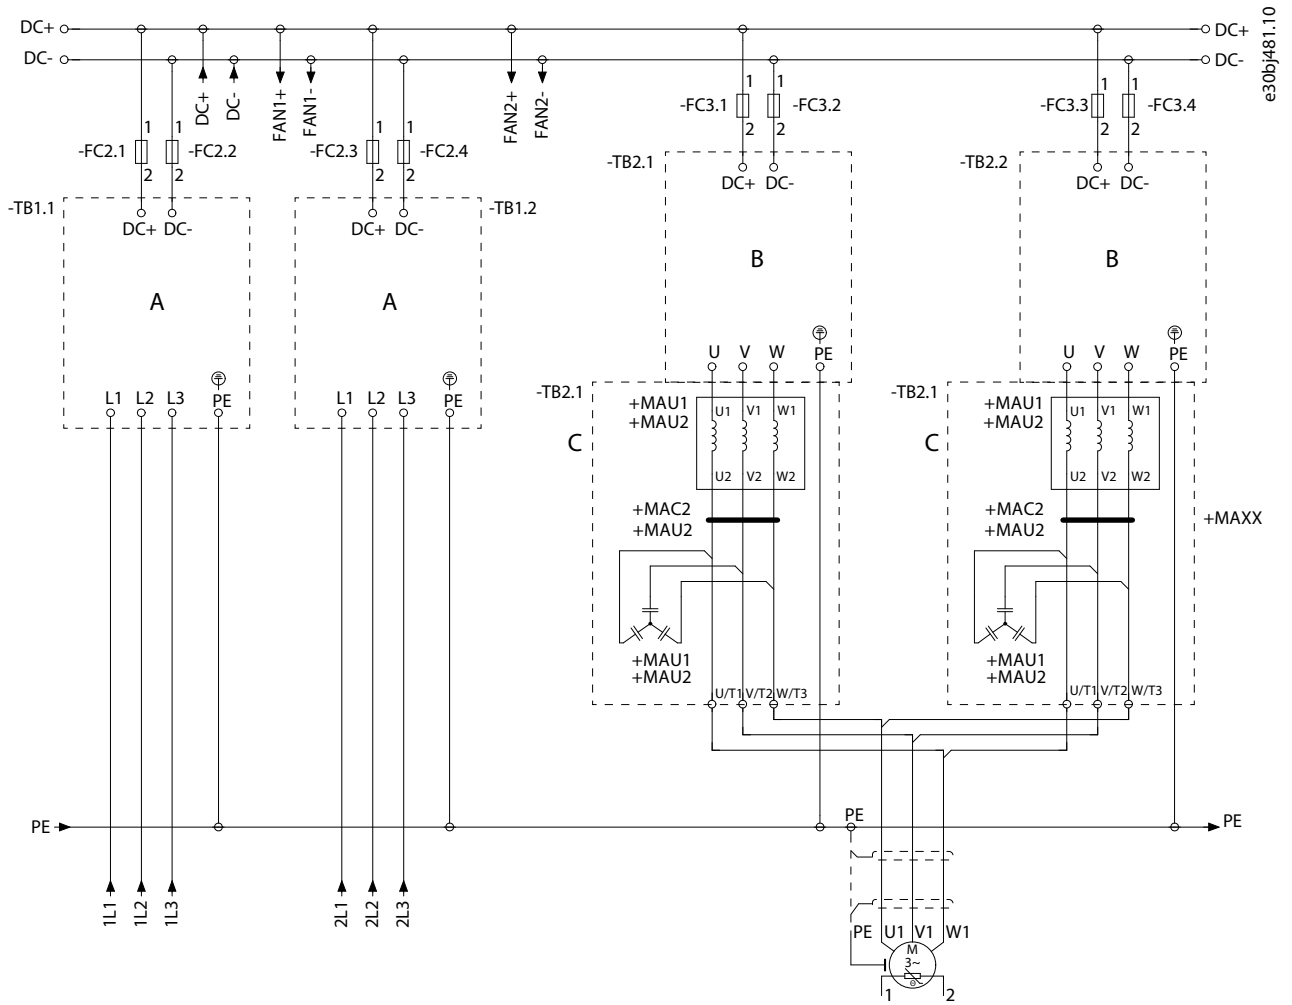 DC+
DC-
DC+
DC-
e30bj481.10
DC+
DC-
FAN1+
FAN1-
FAN2+
FAN2-
1
1
-FC3.1
-FC3.2
2
2
1
1
-FC3.3
-FC3.4
2
2
1
1
-FC2.1
-FC2.2
2
2
1
1
-FC2.3
-FC2.4
2
2
-TB2.1
DC+ DC-
-TB2.2
DC+ DC-
-TB1.1
DC+ DC-
-TB1.2
DC+ DC-
B
B
A
A
U V W PE
U V W PE
L1 L2 L3 PE
L1 L2 L3 PE
-TB2.1
-TB2.1
+MAU1
+MAU2
U1 V1 W1
+MAU1
+MAU2
U1 V1 W1
C
C
U2 V2 W2
U2 V2 W2
+MAC2
+MAU2
+MAC2
+MAU2
+MAXX
+MAU1
+MAU2
+MAU1
+MAU2
U/T1 V/T2 W/T3
U/T1 V/T2 W/T3
PE
PE
PE
1L1
1L2
1L3
2L1
2L2
2L3
PE U1 V1 W1
M
3~
θ
1
2